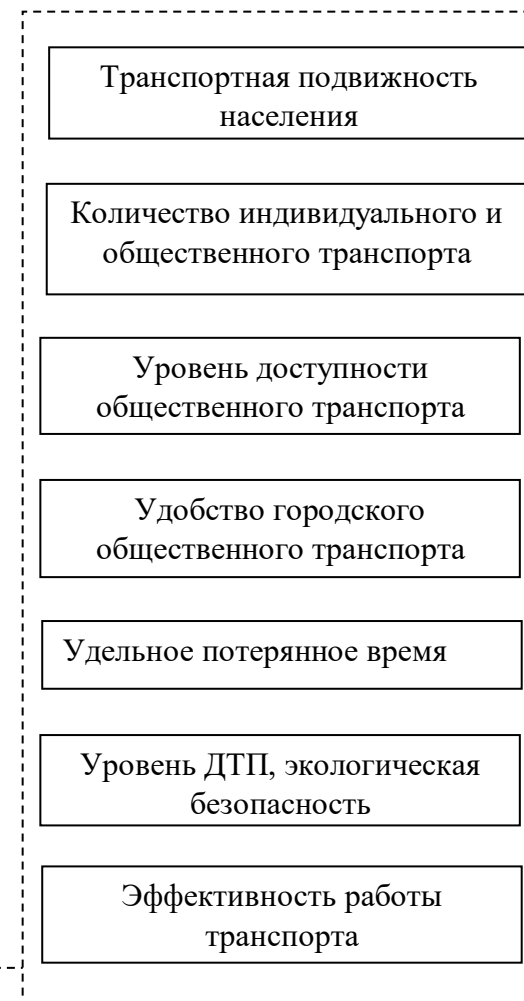 Транспортная подвижность
населения
Количество индивидуального и
общественного транспорта
Уровень доступности
общественного транспорта
Удобство городского
общественного транспорта
Удельное потерянное время
Уровень ДТП, экологическая
безопасность
Эффективность работы
транспорта